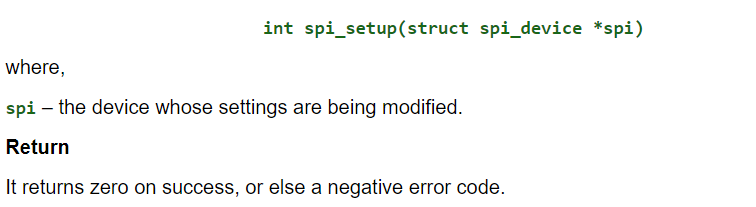 int spi_setup(struct spi_device *spi)
where,
spi – the device whose settings are being modified.
Return
It returns zero on success, or else a negative error code.